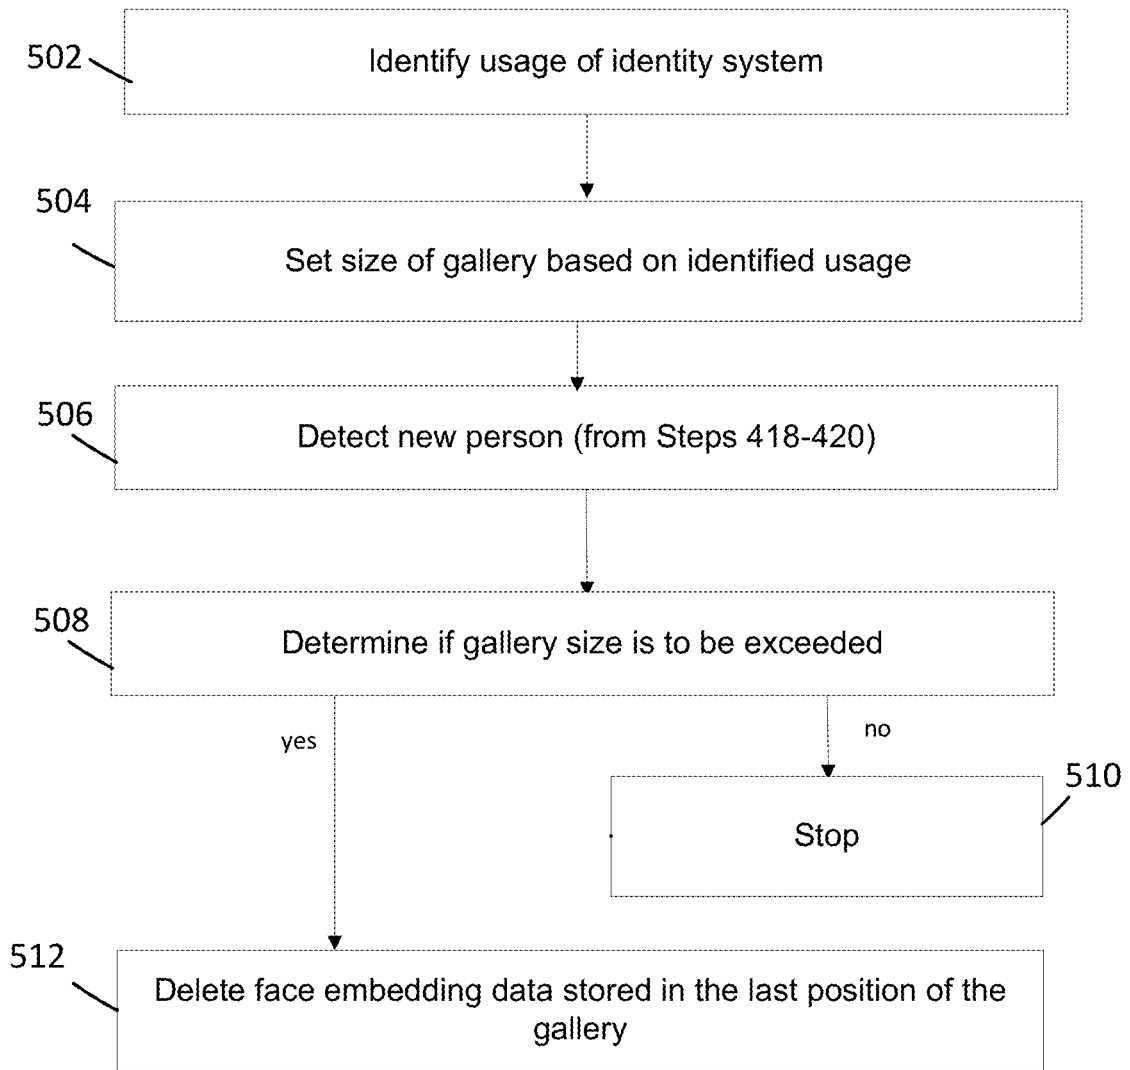 502
Identify usage of identity system
504
Set size of gallery based on identified usage
506
Detect new person (from Steps 418-420)
508
Determine if gallery size is to be exceeded
yes
no
510
Stop
512
Delete face embedding data stored in the last position of the
gallery